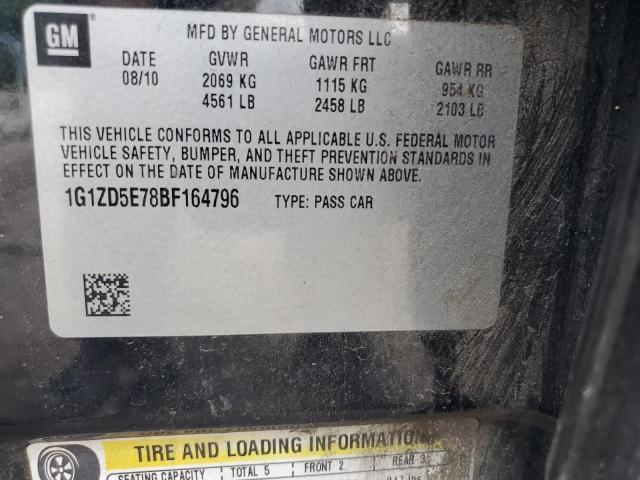 GM
MFD BY GENERAL MOTORS LLC
DATE GVWR GAWR FRT GAWR RR
08/10 2069 KG 1115 KG 954 KG
4561 LB 2458 LB 2103 LB
THIS VEHICLE CONFORMS TO ALL APPLICABLE U.S. FEDERAL MOTOR
VEHICLE SAFETY, BUMPER, AND THEFT PREVENTION STANDARDS IN
EFFECT ON THE DATE OF MANUFACTURE SHOWN ABOVE.
1G1ZD5E78BF164796 TYPE: PASS CAR
TIRE AND LOADING INFORMATION
SEATING CAPACITY TOTAL 5 FRONT 2 REAR 3